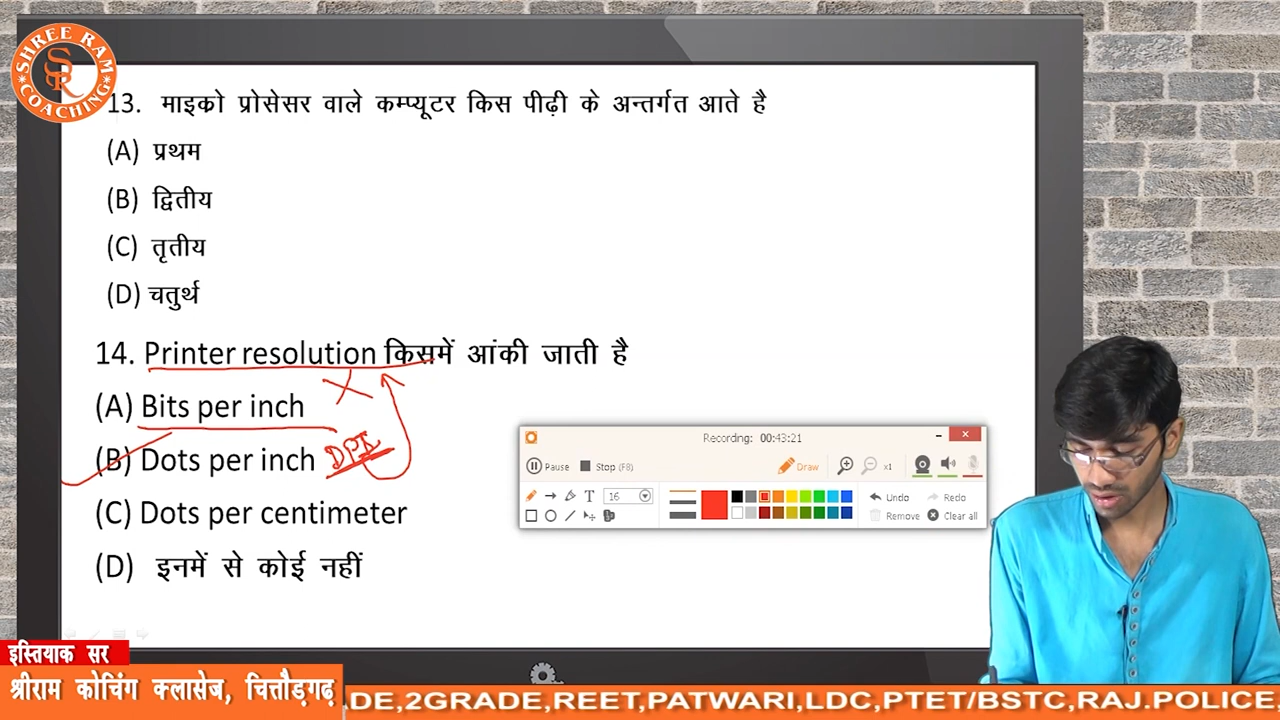 SHREE RAM
SR
COACHING
13. माइको प्रोसेसर वाले कम्प्यूटर किस पीढ़ी के अन्तर्गत आते है
(A) प्रथम
(B) द्वितीय
(C) तृतीय
(D) चतुर्थ
14. Printer resolution किसमें आंकी जाती है
(A) Bits per inch
(B) Dots per inch DPI
(C) Dots per centimeter
(D) इनमें से कोई नहीं
Recording: 00:43:21
Pause Stop (F8) Draw x1
T 16 Undo Redo
Remove Clear all
इस्तियाक सर
श्रीराम कोचिंग क्लासेज, चित्तौड़गढ़
DE,2GRADE,REET,PATWARI,LDC,PTET/BSTC,RAJ.POLICE,